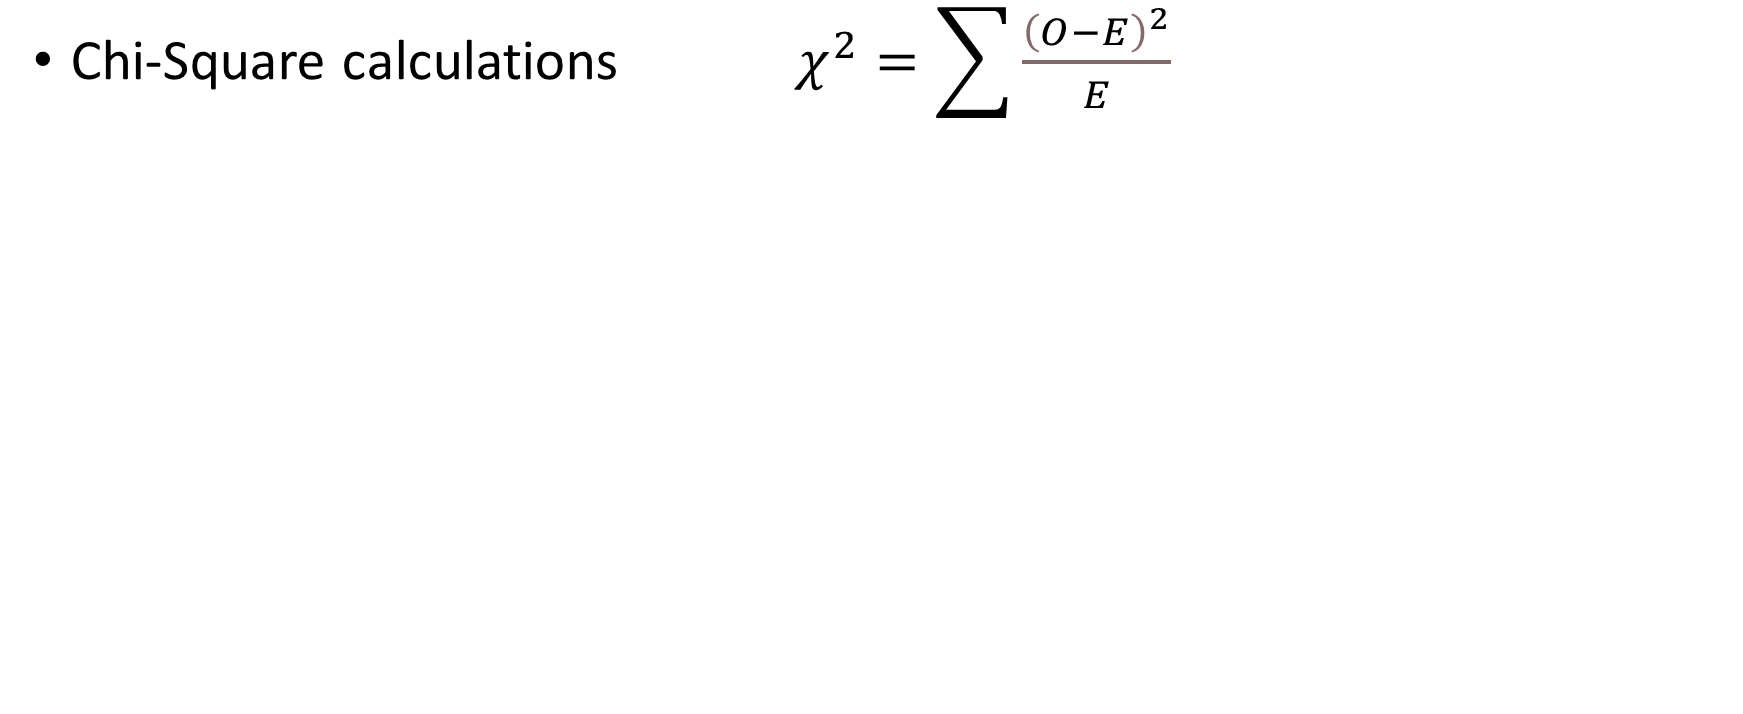 • Chi-Square calculations χ² = ∑ (O−E)²/E